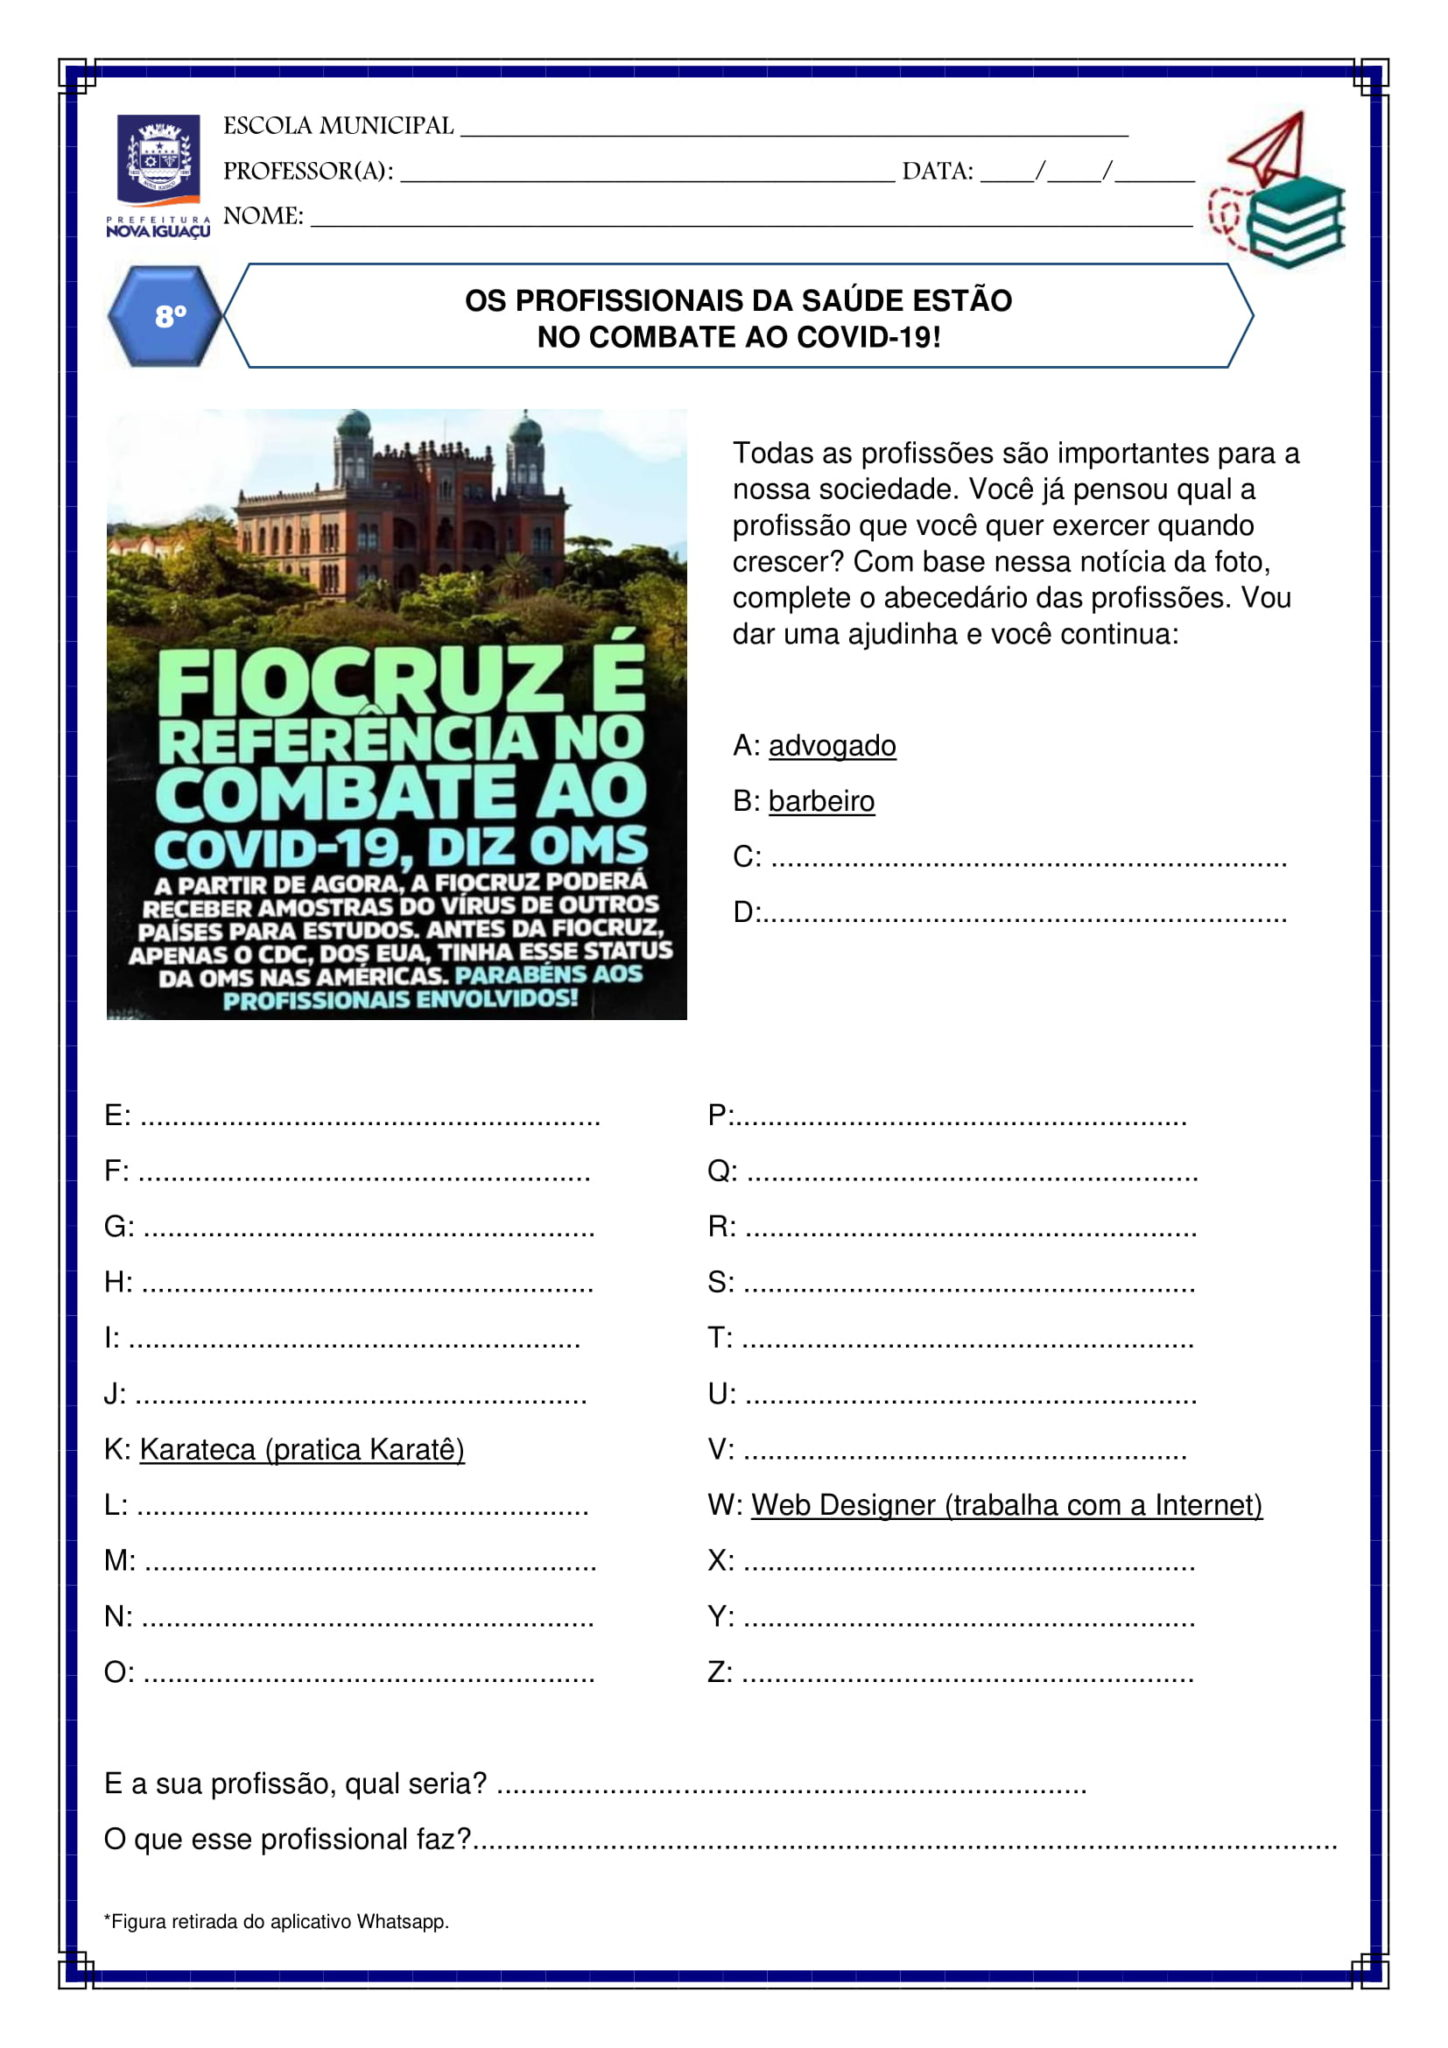 ESCOLA MUNICIPAL ____________________________________________
PROFESSOR(A): ____________________________________ DATA: ____/____/______
NOME: ________________________________________________________________
PREFEITURA
NOVA IGUAÇU
8º
OS PROFISSIONAIS DA SAÚDE ESTÃO
NO COMBATE AO COVID-19!
FIOCRUZ É
REFERÊNCIA NO
COMBATE AO
COVID-19, DIZ OMS
A PARTIR DE AGORA, A FIOCRUZ PODERÁ
RECEBER AMOSTRAS DO VÍRUS DE OUTROS
PAÍSES PARA ESTUDOS. ANTES DA FIOCRUZ,
APENAS O CDC, DOS EUA, TINHA ESSE STATUS
DA OMS NAS AMÉRICAS. PARABÉNS AOS
PROFISSIONAIS ENVOLVIDOS!
Todas as profissões são importantes para a
nossa sociedade. Você já pensou qual a
profissão que você quer exercer quando
crescer? Com base nessa notícia da foto,
complete o abecedário das profissões. Vou
dar uma ajudinha e você continua:
A: advogado
B: barbeiro
C: ................................................................
D:.................................................................
E: .........................................................
F: ........................................................
G: ........................................................
H: ........................................................
I: ........................................................
J: ........................................................
K: Karateca (pratica Karatê)
L: ........................................................
M: ........................................................
N: ........................................................
O: ........................................................
P:........................................................
Q: ........................................................
R: ........................................................
S: ........................................................
T: ........................................................
U: ........................................................
V: .......................................................
W: Web Designer (trabalha com a Internet)
X: ........................................................
Y: ........................................................
Z: ........................................................
E a sua profissão, qual seria? .........................................................................
O que esse profissional faz?...........................................................................................................
*Figura retirada do aplicativo Whatsapp.